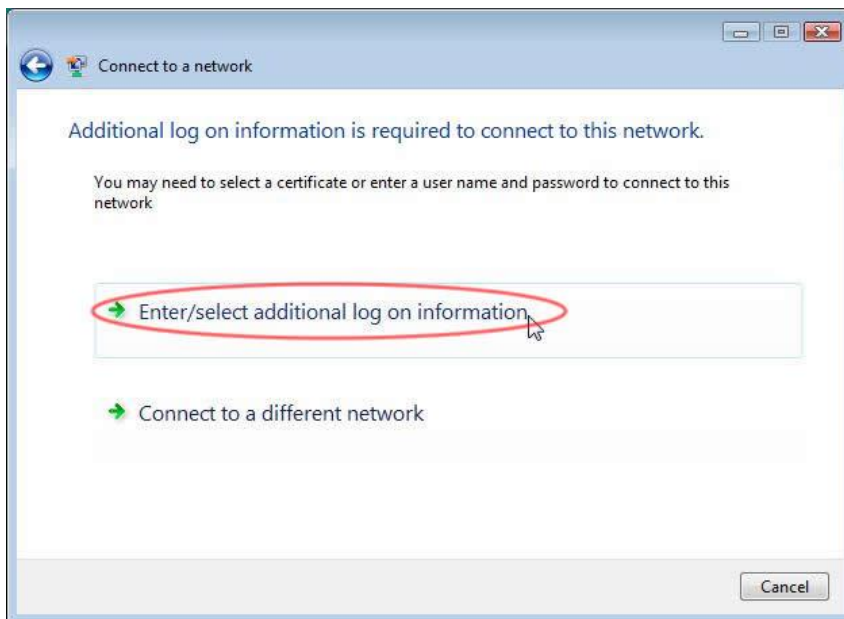 Connect to a network
Additional log on information is required to connect to this network.
You may need to select a certificate or enter a user name and password to connect to this
network
Enter/select additional log on information
Connect to a different network
Cancel